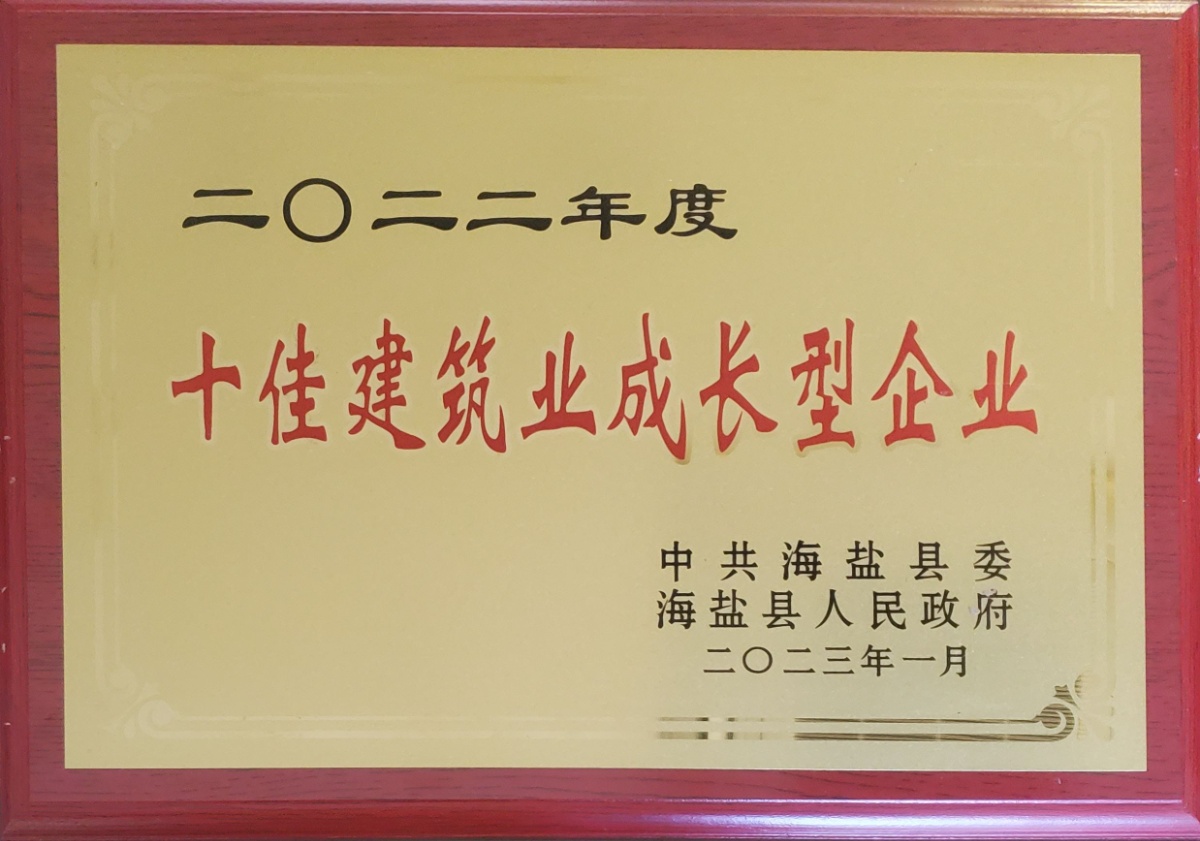 二〇二二年度
十佳建筑业成长型企业
中共海盐县委
海盐县人民政府
二〇二三年一月